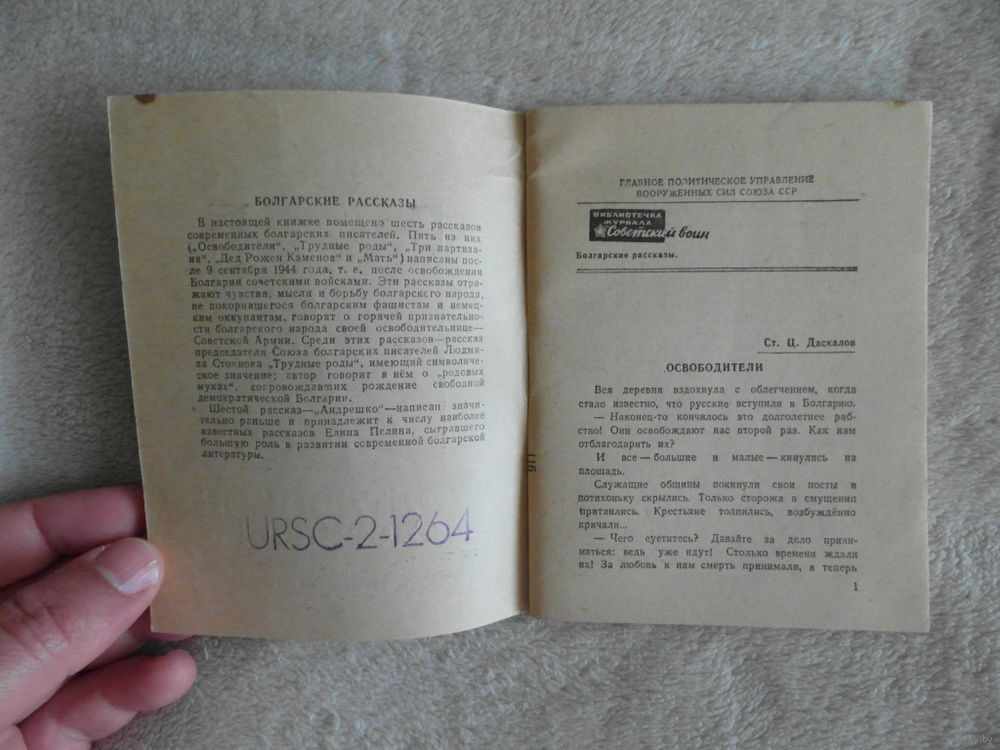 БОЛГАРСКИЕ РАССКАЗЫ
В настоящей книжке помещено шесть рассказов
современных болгарских писателей. Пять из них
(„Освободители“, „Трудные роды“, „Три партиза-
на“, „Дед Рожен Каменов“ и „Мать“) написаны пос-
ле 9 сентября 1944 года, т. е. после освобождения
Болгарии советскими войсками. Эти рассказы отра-
жают чувства, мысли и борьбу болгарского народа,
не покорившегося болгарским фашистам и немец-
ким оккупантам, говорят о горячей признательно-
сти болгарского народа своей освободительнице—
Советской Армии. Среди этих рассказов—рассказ
председателя Союза болгарских писателей Людми-
ла Стоянова „Трудные роды“, имеющий символиче-
ское значение: автор говорит в нём о „родовых
муках“, сопровождавших рождение свободной
демократической Болгарии.
Шестой рассказ—„Андрешко“—написан значи-
тельно раньше и принадлежит к числу наиболее
известных рассказов Елина Пелина, сыгравшего
большую роль в развитии современной болгарской
литературы.
URSC-2-1264
ГЛАВНОЕ ПОЛИТИЧЕСКОЕ УПРАВЛЕНИЕ
ВООРУЖЕННЫХ СИЛ СОЮЗА ССР
БИБЛИОТЕЧКА
ЖУРНАЛА
Советский воин
Болгарские рассказы.
Ст. Ц. Даскалов
ОСВОБОДИТЕЛИ
Вся деревня вздохнула с облегчением, когда
стало известно, что русские вступили в Болгарию.
— Наконец-то кончилось это долголетнее раб-
ство! Они освобождают нас второй раз. Как нам
отблагодарить их?
И все — большие и малые — кинулись на
площадь.
Служащие общины покинули свои посты и
потихоньку скрылись. Только сторожа в смущении
притаились. Крестьяне толпились, возбуждённо
кричали...
— Чего суетитесь? Давайте за дело прини-
маться: ведь уже идут! Столько времени ждали
их! За любовь к ним смерть принимали, а теперь
1